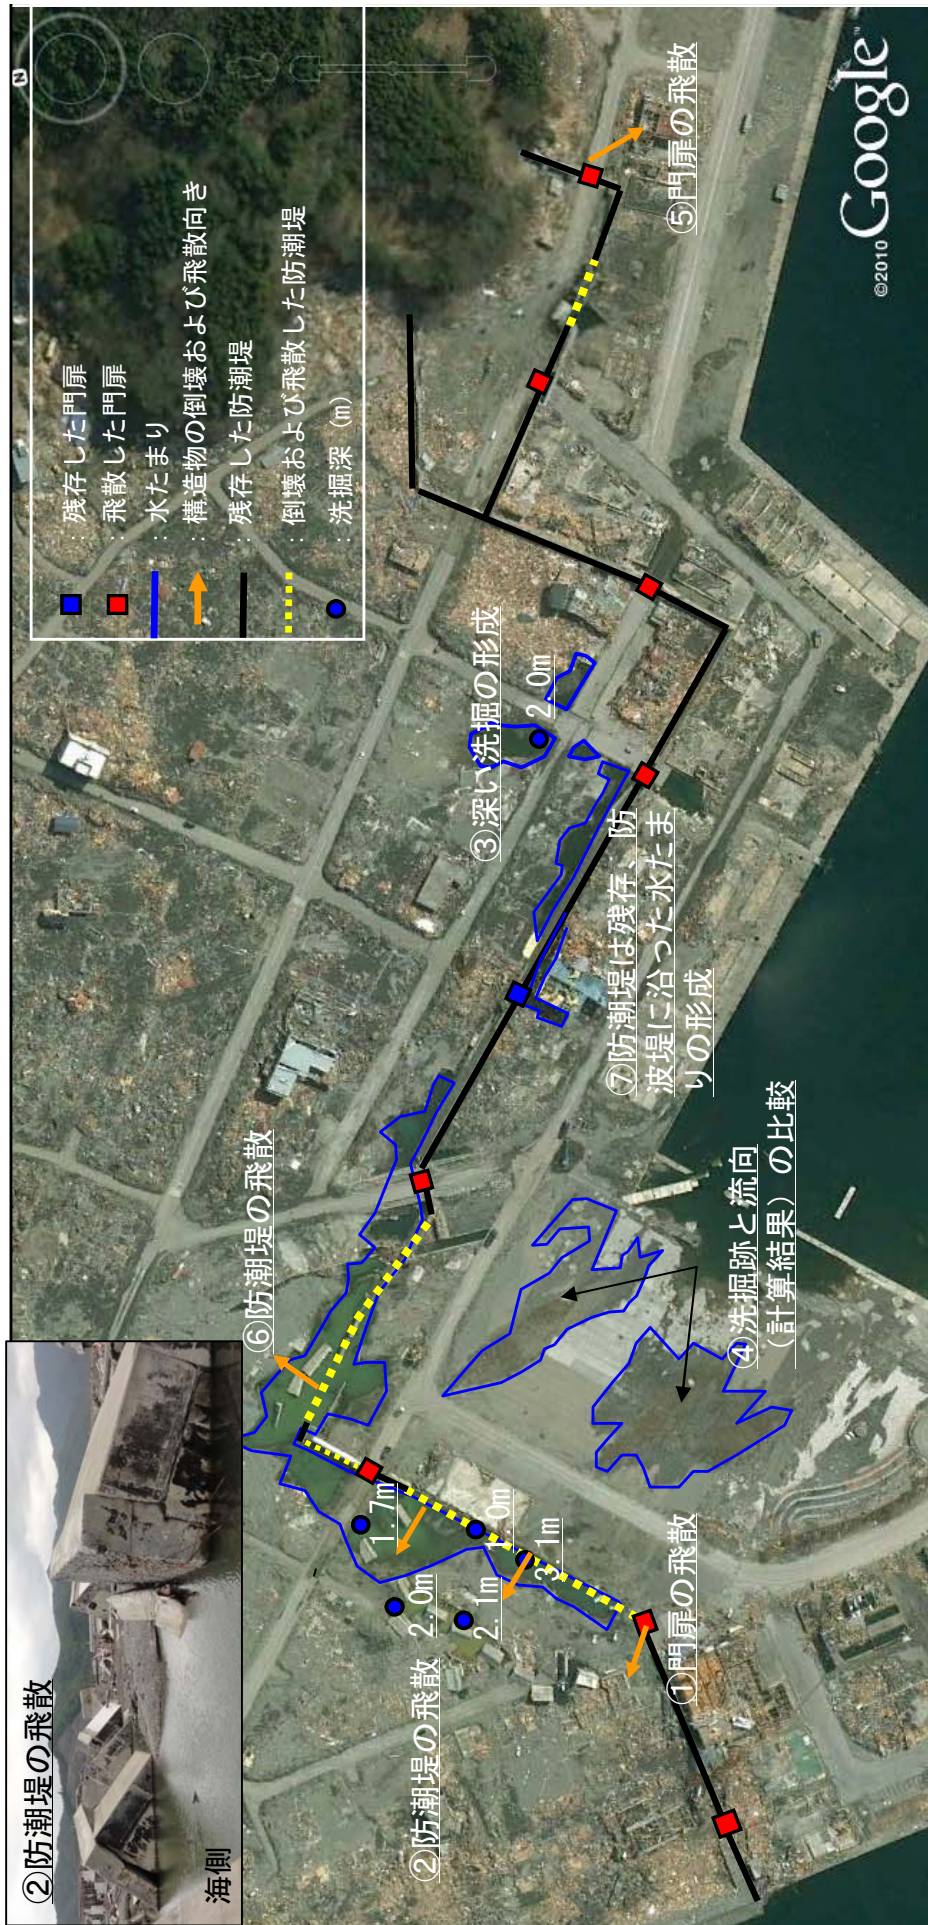 ②防潮堤の飛散
海側
N
: 残存した門扉
: 飛散した門扉
: 水たまり
: 構造物の倒壊および飛散向き
: 残存した防潮堤
: 倒壊および飛散した防潮堤
: 洗掘深 (m)
⑥防潮堤の飛散
③深い洗掘の形成
2.0m
⑤門扉の飛散
1.7m
②防潮堤の飛散 2.0m
2.1m
1.0m
3.1m
⑦防潮堤は残存、防
波堤に沿った水たま
りの形成
①門扉の飛散
④洗掘跡と流向
(計算結果) の比較
©2010 Google™